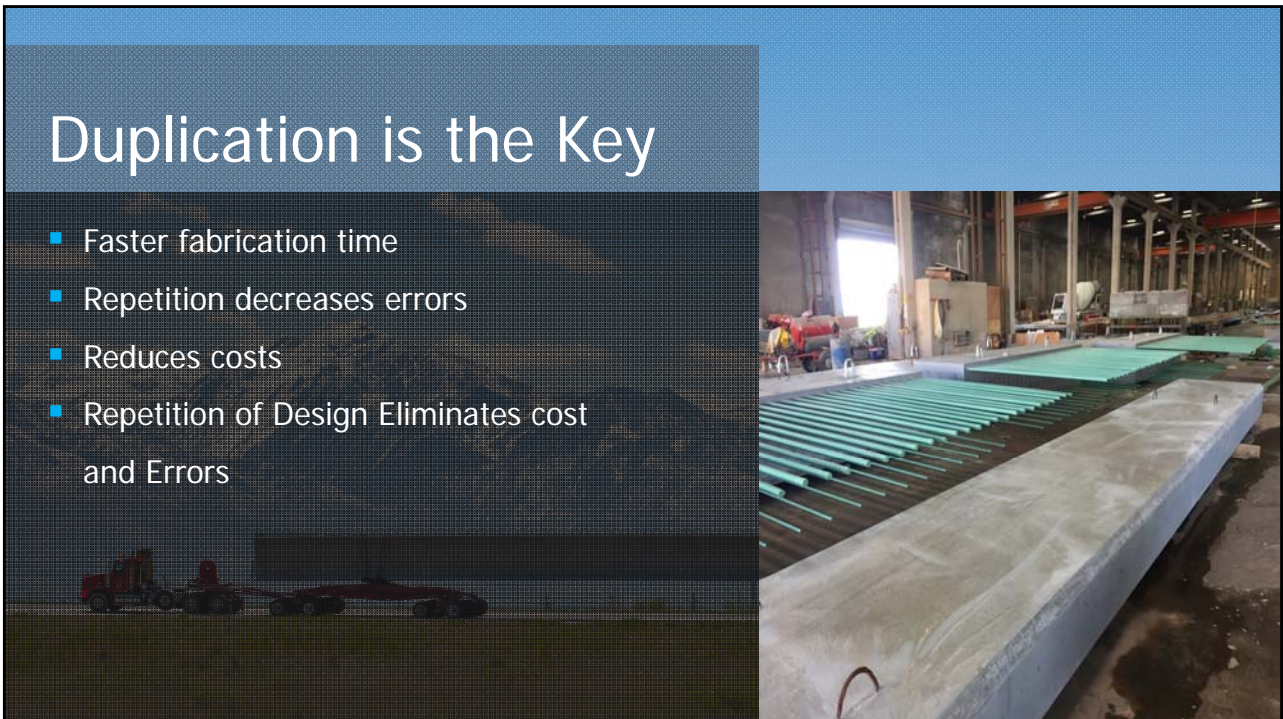 Duplication is the Key
Faster fabrication time
Repetition decreases errors
Reduces costs
Repetition of Design Eliminates cost
and Errors